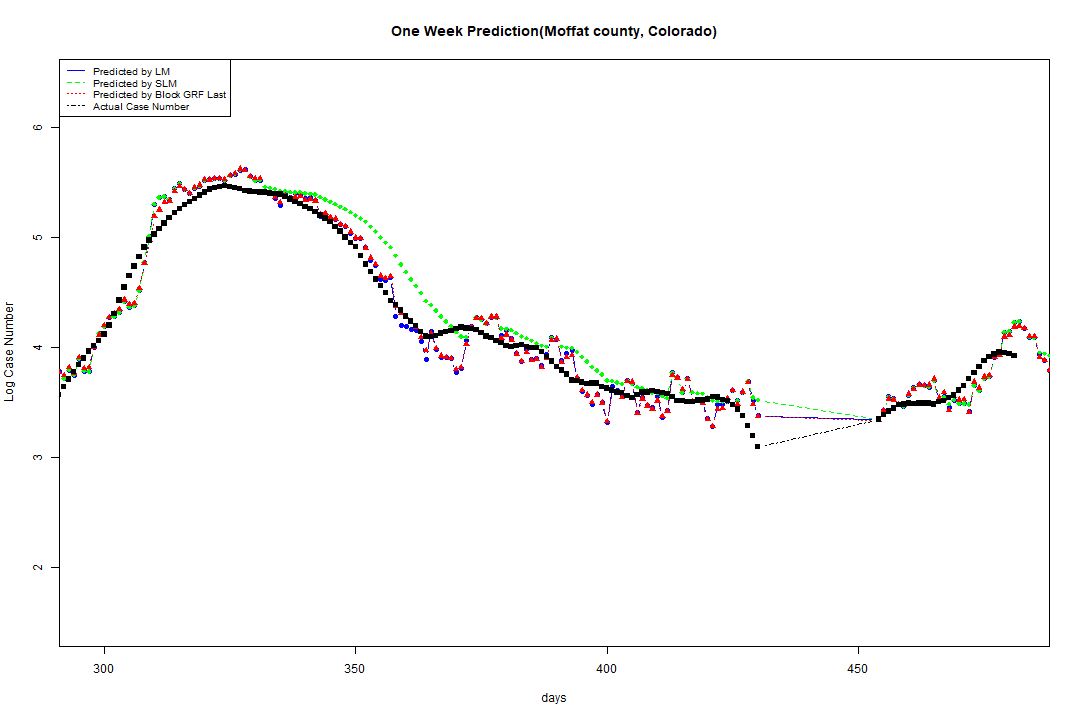 One Week Prediction(Moffat county, Colorado)
Predicted by LM
Predicted by SLM
Predicted by Block GRF Last
Actual Case Number
6
5
4
3
2
Log Case Number
300 350 400 450
days